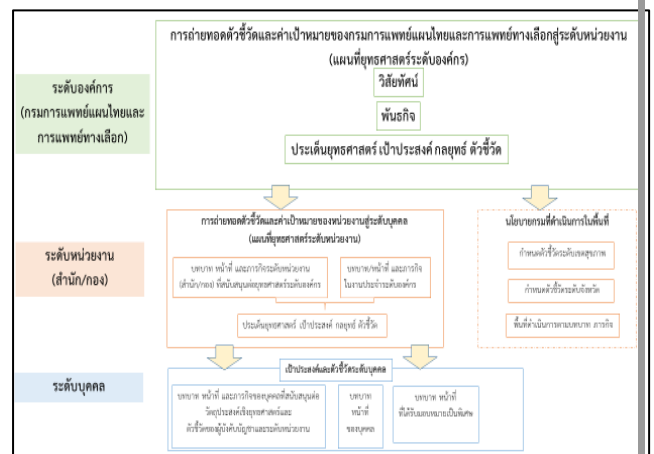 การถ่ายทอดตัวชี้วัดและค่าเป้าหมายของกรมการแพทย์แผนไทยและการแพทย์ทางเลือกสู่ระดับหน่วยงาน
(แผนที่ยุทธศาสตร์ระดับองค์กร)
วิสัยทัศน์
พันธกิจ
ประเด็นยุทธศาสตร์ เป้าประสงค์ กลยุทธ์ ตัวชี้วัด
ระดับองค์การ
(กรมการแพทย์แผนไทยและ
การแพทย์ทางเลือก)
การถ่ายทอดตัวชี้วัดและค่าเป้าหมายของหน่วยงานสู่ระดับบุคคล
(แผนที่ยุทธศาสตร์ระดับหน่วยงาน)
นโยบายกรมที่ดำเนินการในพื้นที่
ระดับหน่วยงาน
(สำนัก/กอง)
บทบาท หน้าที่ และภารกิจระดับหน่วยงาน
(สำนัก/กอง) ที่สนับสนุนต่อยุทธศาสตร์ระดับองค์กร
บทบาท/หน้าที่ และภารกิจ
ในงานประจำระดับองค์กร
ประเด็นยุทธศาสตร์ เป้าประสงค์ กลยุทธ์ ตัวชี้วัด
กำหนดตัวชี้วัดระดับเขตสุขภาพ
กำหนดตัวชี้วัดระดับจังหวัด
พื้นที่ดำเนินการตามบทบาท ภารกิจ
ระดับบุคคล
เป้าประสงค์และตัวชี้วัดระดับบุคคล
บทบาท หน้าที่ และภารกิจของบุคคลที่สนับสนุนต่อ
วัตถุประสงค์เชิงยุทธศาสตร์และ
ตัวชี้วัดของผู้บังคับบัญชาและระดับหน่วยงาน
บทบาท
หน้าที่
ของบุคคล
บทบาท หน้าที่
ที่ได้รับมอบหมายเป็นพิเศษ